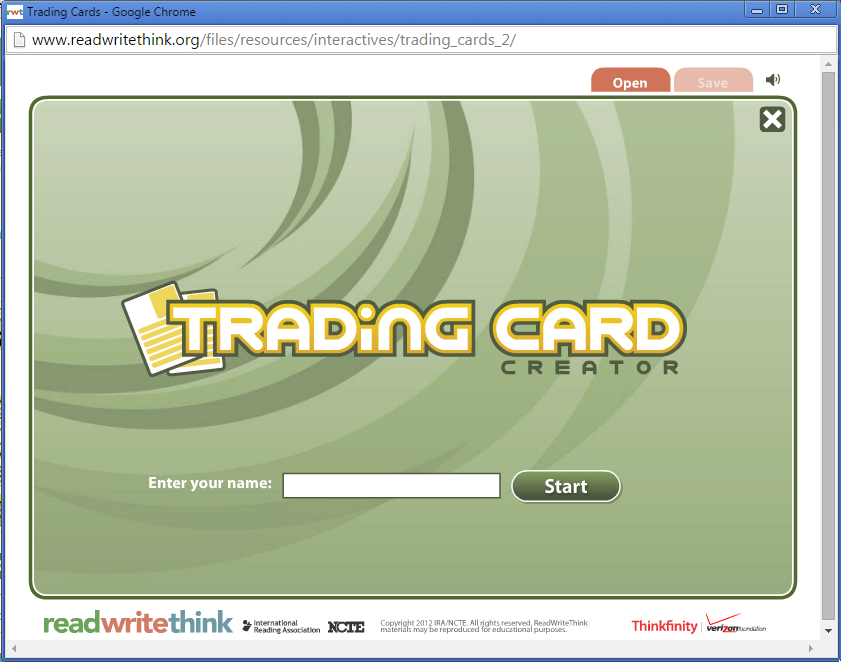 rwt Trading Cards - Google Chrome
www.readwritethink.org/files/resources/interactives/trading_cards_2/
Open Save
TRADiNG CARD
CREATOR
Enter your name: Start
readwritethink
International
Reading Association
NCTE
Copyright 2012 IRA/NCTE. All rights reserved. ReadWriteThink
materials may be reproduced for educational purposes.
Thinkfinity
verizonfoundation